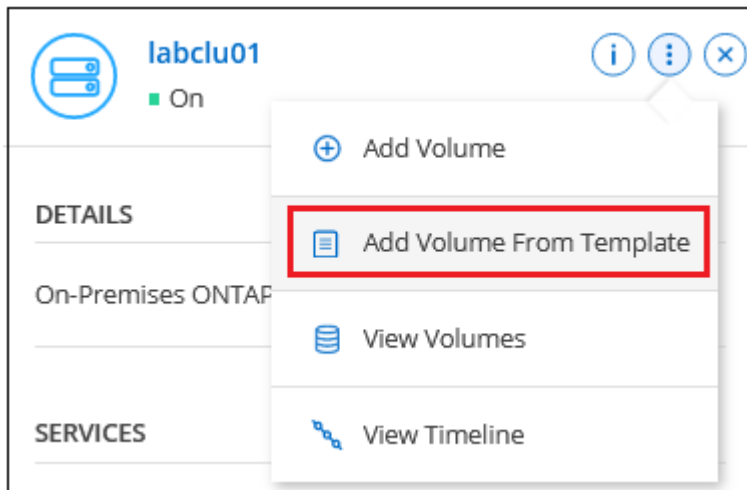 labclu01
On
Add Volume
DETAILS
Add Volume From Template
On-Premises ONTAP
View Volumes
SERVICES
View Timeline